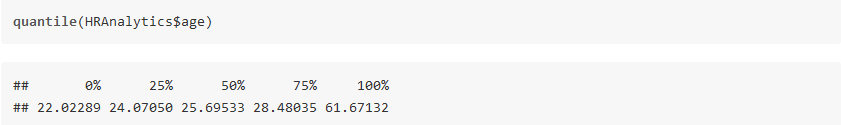 quantile(HRAnalytics$age)
##       0%      25%      50%      75%     100%
## 22.02289 24.07050 25.69533 28.48035 61.67132